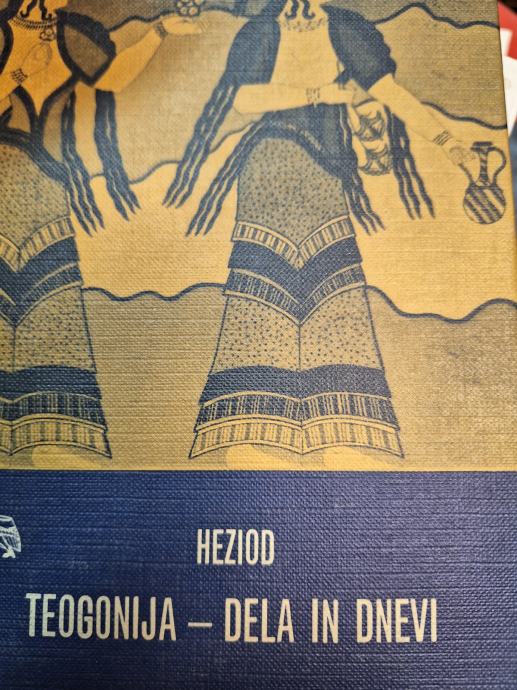 HEZIOD
TEOGONIJA – DELA IN DNEVI